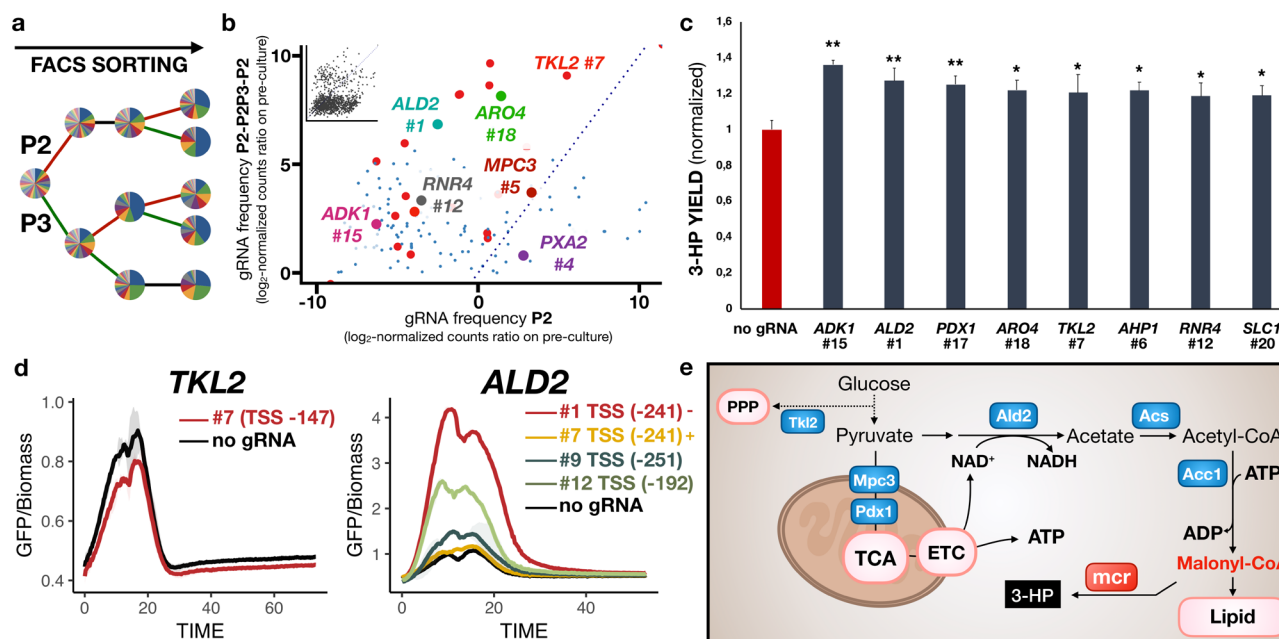 a
FACS SORTING
P2
P3
b
gRNA frequency P2-P2P3-P2
(log2-normalized counts ratio on pre-culture)
10
5
0
-10
0
10
gRNA frequency P2
(log2-normalized counts ratio on pre-culture)
TKL2 #7
ALD2
#1
ARO4
#18
MPC3
#5
RNR4
#12
ADK1
#15
PXA2
#4
c
3-HP YIELD (normalized)
1,6
1,4
1,2
1
0,8
0,6
0,4
0,2
0
**
**
**
*
*
*
*
*
no gRNA
ADK1
#15
ALD2
#1
PDX1
#17
ARO4
#18
TKL2
#7
AHP1
#6
RNR4
#12
SLC1
#20
d
TKL2
#7 (TSS -147)
no gRNA
GFP/Biomass
1.0
0.8
0.6
0.4
0
20
40
60
TIME
ALD2
#1 TSS (-241) -
#7 TSS (-241) +
#9 TSS (-251)
#12 TSS (-192)
no gRNA
GFP/Biomass
4
3
2
1
0
20
40
TIME
e
Glucose
PPP
Tkl2
Pyruvate
Ald2
Acetate
Acs
Acetyl-CoA
NAD+
NADH
Mpc3
Pdx1
TCA
ETC
ATP
Acc1
ATP
ADP
Malonyl-CoA
mcr
3-HP
Lipid